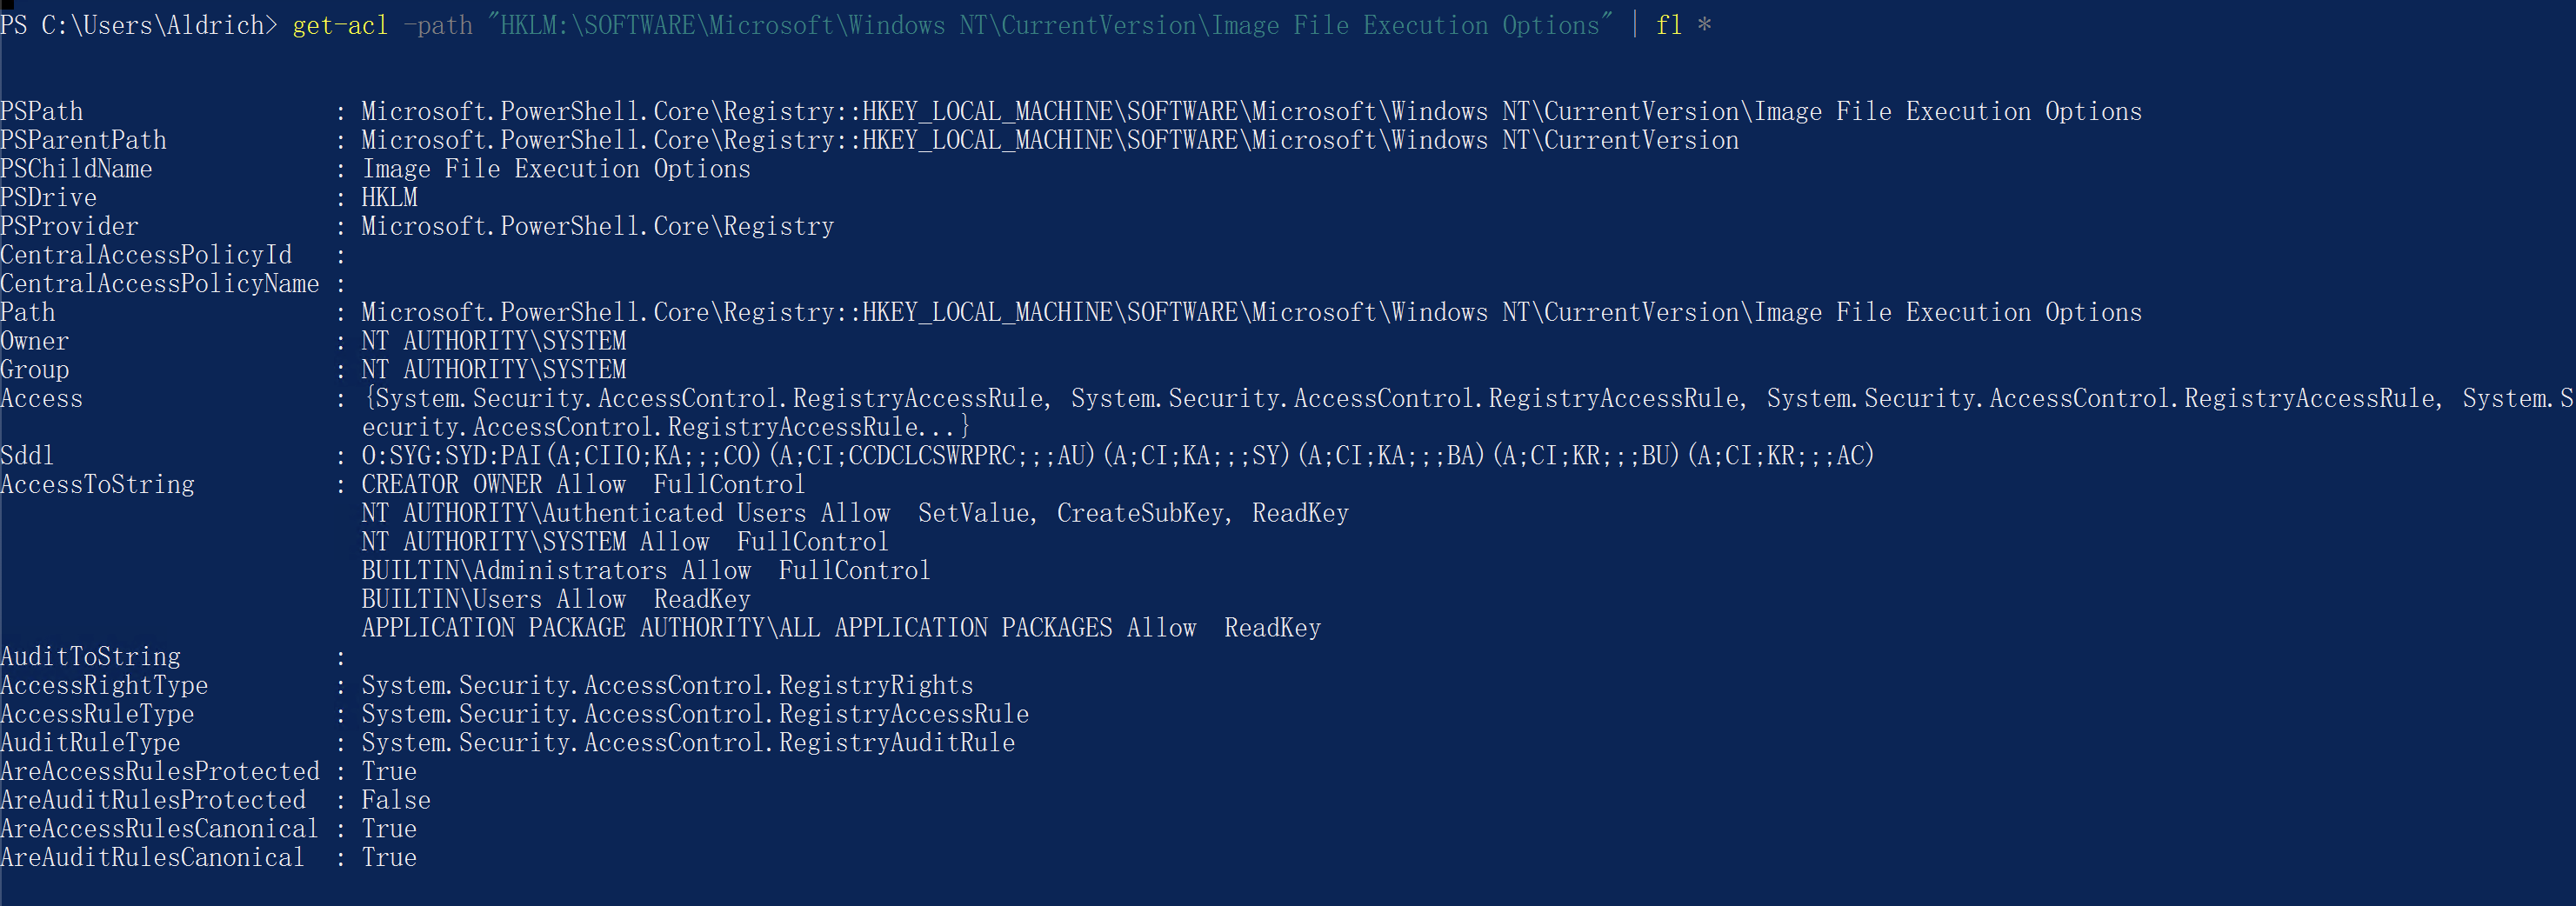 PS C:\Users\Aldrich> get-acl -path "HKLM:\SOFTWARE\Microsoft\Windows NT\CurrentVersion\Image File Execution Options" | fl *
PSPath                  : Microsoft.PowerShell.Core\Registry::HKEY_LOCAL_MACHINE\SOFTWARE\Microsoft\Windows NT\CurrentVersion\Image File Execution Options
PSParentPath            : Microsoft.PowerShell.Core\Registry::HKEY_LOCAL_MACHINE\SOFTWARE\Microsoft\Windows NT\CurrentVersion
PSChildName             : Image File Execution Options
PSDrive                 : HKLM
PSProvider              : Microsoft.PowerShell.Core\Registry
CentralAccessPolicyId   :
CentralAccessPolicyName :
Path                    : Microsoft.PowerShell.Core\Registry::HKEY_LOCAL_MACHINE\SOFTWARE\Microsoft\Windows NT\CurrentVersion\Image File Execution Options
Owner                   : NT AUTHORITY\SYSTEM
Group                   : NT AUTHORITY\SYSTEM
Access                  : {System.Security.AccessControl.RegistryAccessRule, System.Security.AccessControl.RegistryAccessRule, System.Security.AccessControl.RegistryAccessRule, System.S
                          ecurity.AccessControl.RegistryAccessRule...}
Sddl                    : O:SYG:SYD:PAI(A;CIIO;KA;;;CO)(A;CI;CCDCLCSWRPRC;;;AU)(A;CI;KA;;;SY)(A;CI;KA;;;BA)(A;CI;KR;;;BU)(A;CI;KR;;;AC)
AccessToString          : CREATOR OWNER Allow  FullControl
                          NT AUTHORITY\Authenticated Users Allow  SetValue, CreateSubKey, ReadKey
                          NT AUTHORITY\SYSTEM Allow  FullControl
                          BUILTIN\Administrators Allow  FullControl
                          BUILTIN\Users Allow  ReadKey
                          APPLICATION PACKAGE AUTHORITY\ALL APPLICATION PACKAGES Allow  ReadKey
AuditToString           :
AccessRightType         : System.Security.AccessControl.RegistryRights
AccessRuleType          : System.Security.AccessControl.RegistryAccessRule
AuditRuleType           : System.Security.AccessControl.RegistryAuditRule
AreAccessRulesProtected : True
AreAuditRulesProtected  : False
AreAccessRulesCanonical : True
AreAuditRulesCanonical  : True